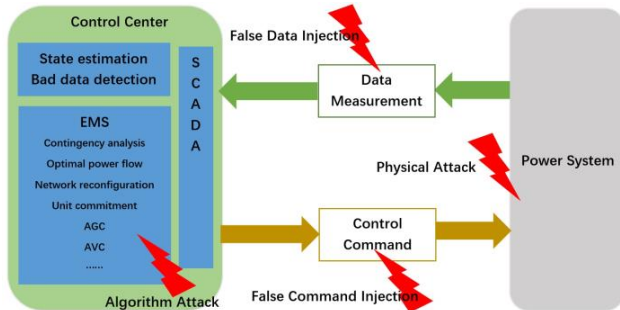 Control Center
State estimation
Bad data detection
EMS
Contingency analysis
Optimal power flow
Network reconfiguration
Unit commitment
AGC
AVC
......
Algorithm Attack
S
C
A
D
A
False Data Injection
Data
Measurement
Physical Attack
Control
Command
False Command Injection
Power System